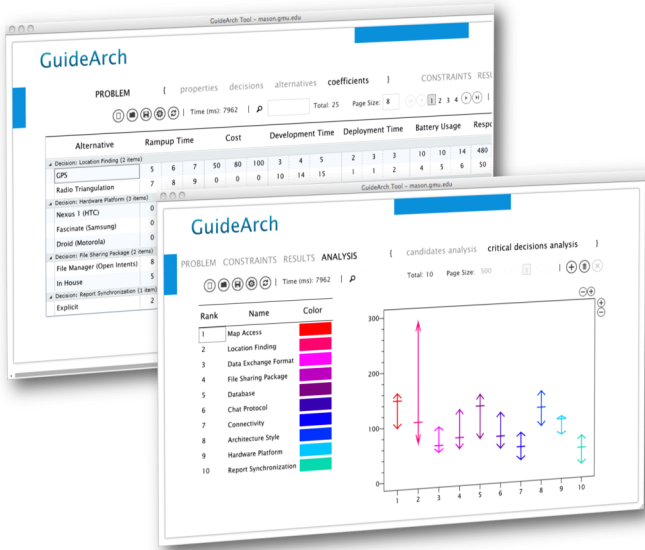 GuideArch Tool – mason.gmu.edu
GuideArch
PROBLEM { properties decisions alternatives coefficients } CONSTRAINTS RESU
Time (ms): 7962 Total: 25 Page Size: 8 1 2 3 4
Alternative Rampup Time Cost Development Time Deployment Time Battery Usage Respo
Decision: Location Finding (2 items)
GPS 5 6 7 50 80 100 3 4 5 2 3 3 10 10 14 480
Radio Triangulation 7 8 9 0 0 0 10 14 15 1 1 2 4 5 6 50
Decision: Hardware Platform (3 items)
Nexus 1 (HTC) 0
Fascinate (Samsung) 0
Droid (Motorola) 0
Decision: File Sharing Package (2 items)
File Manager (Open Intents) 8
In House 5
Decision: Report Synchronization (1 item)
Explicit 2
GuideArch Tool – mason.gmu.edu
GuideArch
PROBLEM CONSTRAINTS RESULTS ANALYSIS { candidates analysis critical decisions analysis }
Time (ms): 7962 Total: 10 Page Size: 500 1
Rank Name Color
1 Map Access
2 Location Finding
3 Data Exchange Format
4 File Sharing Package
5 Database
6 Chat Protocol
7 Connectivity
8 Architecture Style
9 Hardware Platform
10 Report Synchronization
300
200
100
0
1 2 3 4 5 6 7 8 9 10